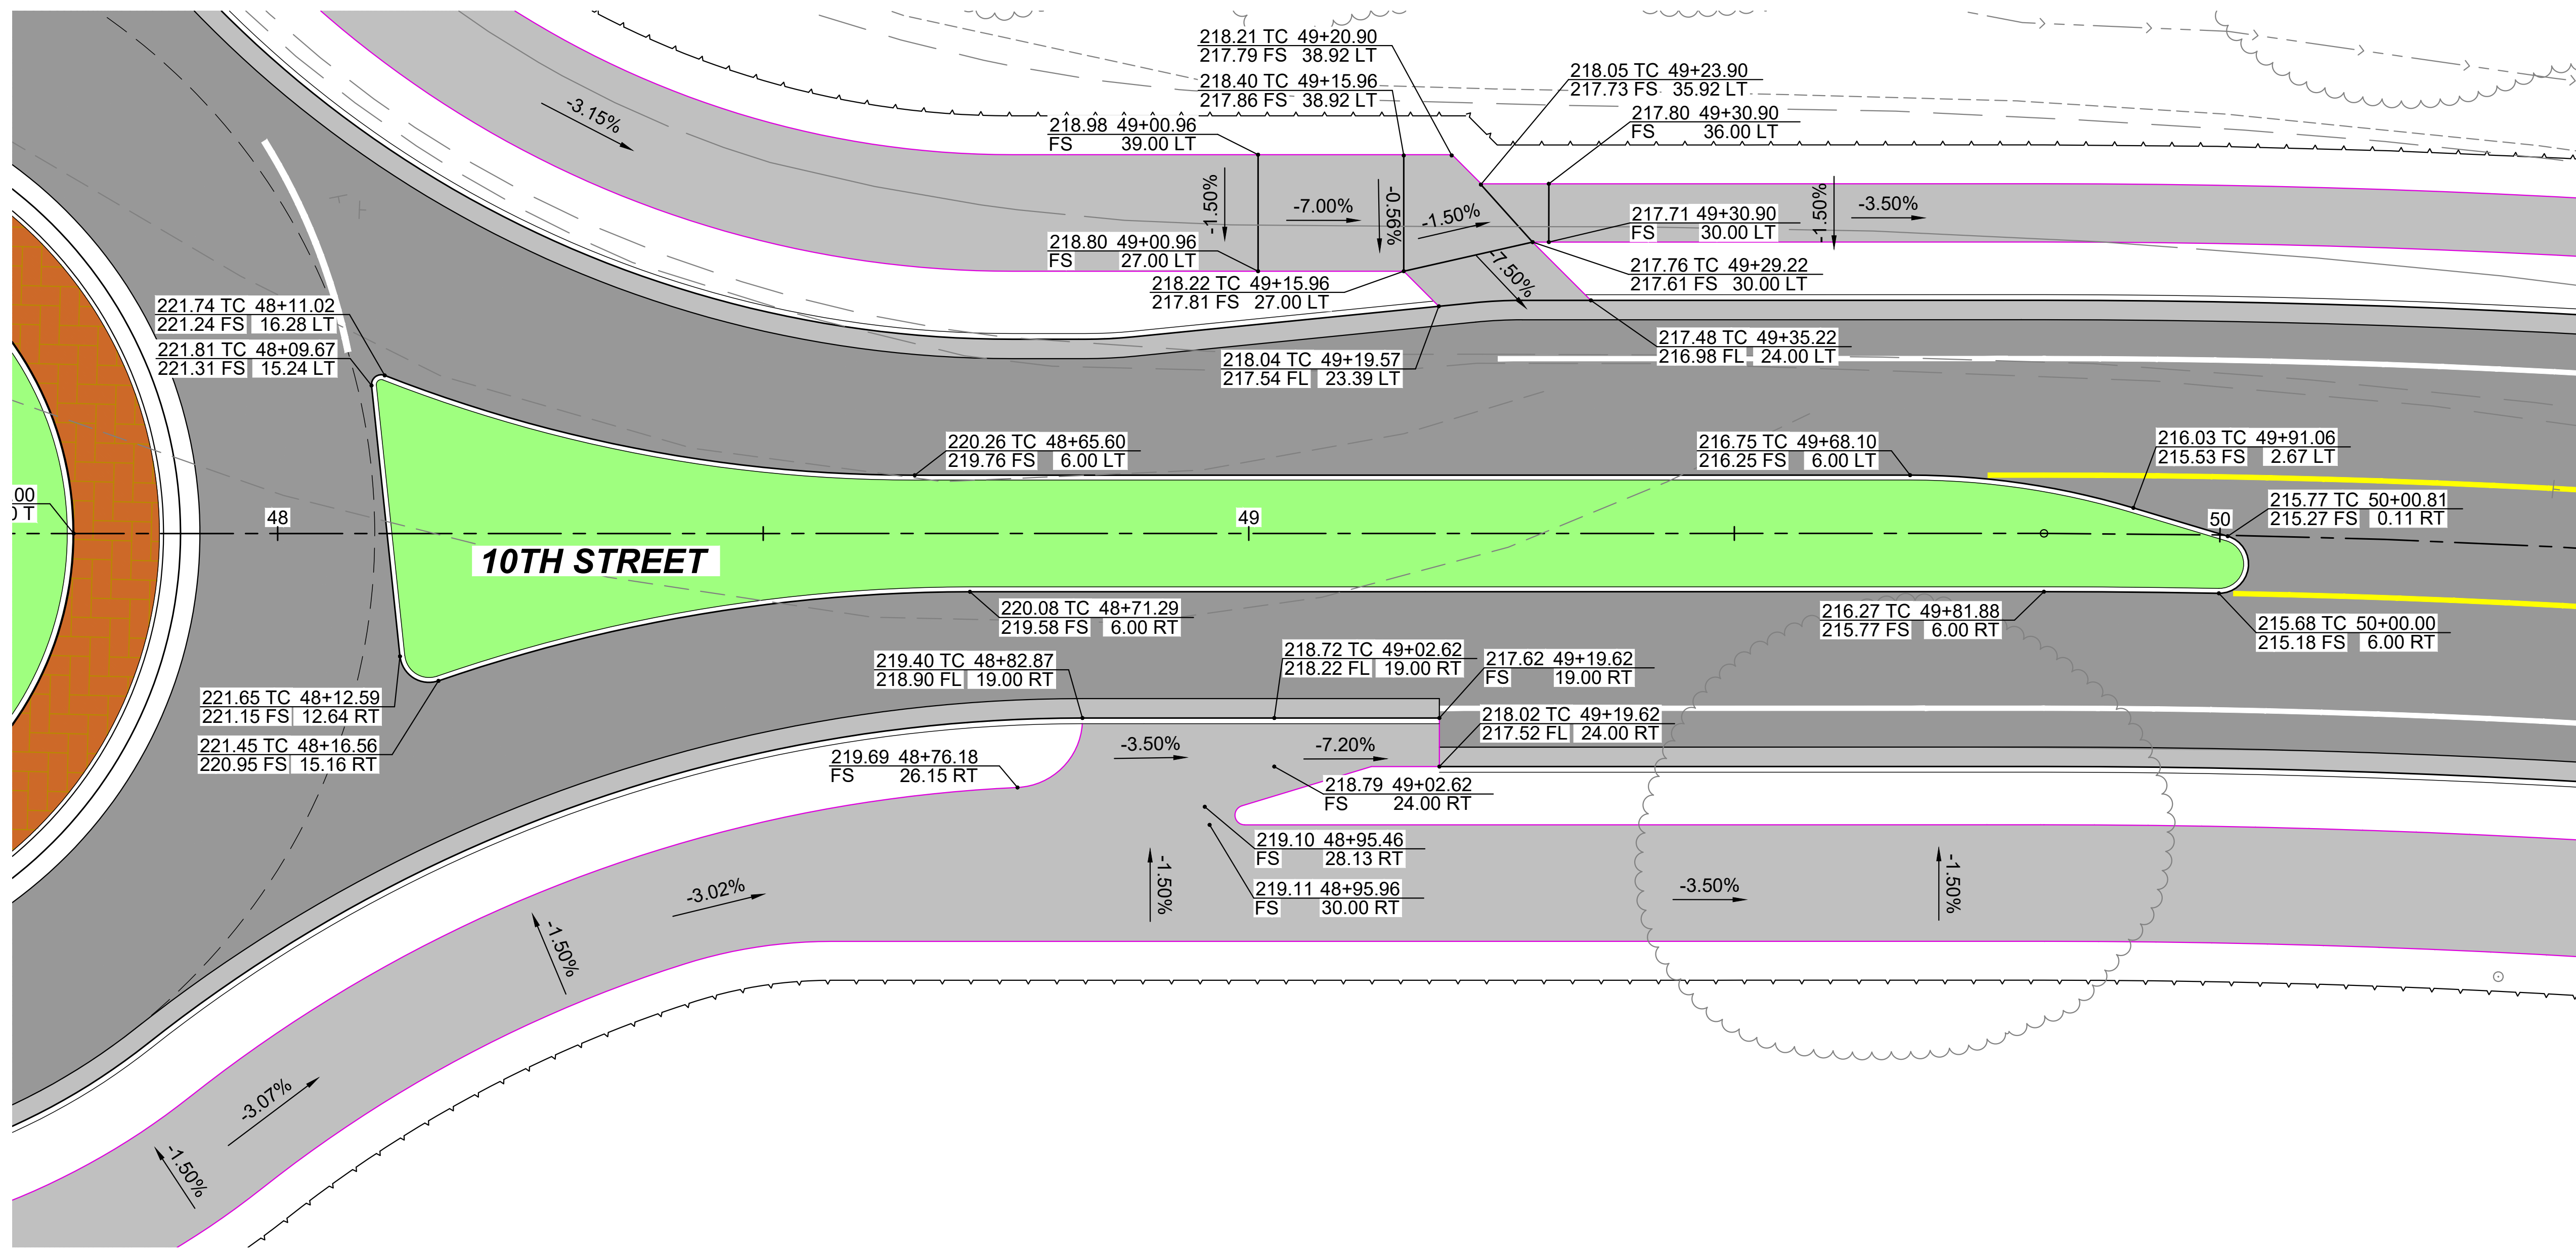 218.21 TC 49+20.90
217.79 FS 38.92 LT
218.40 TC 49+15.96
217.86 FS 38.92 LT
218.05 TC 49+23.90
217.73 FS 35.92 LT
217.80 49+30.90
FS 36.00 LT
-3.15%
218.98 49+00.96
FS 39.00 LT
-1.50%
-7.00%
-0.56%
-1.50%
-1.50%
-3.50%
217.71 49+30.90
FS 30.00 LT
218.80 49+00.96
FS 27.00 LT
-7.50%
217.76 TC 49+29.22
217.61 FS 30.00 LT
218.22 TC 49+15.96
217.81 FS 27.00 LT
221.74 TC 48+11.02
221.24 FS 16.28 LT
221.81 TC 48+09.67
221.31 FS 15.24 LT
217.48 TC 49+35.22
216.98 FL 24.00 LT
218.04 TC 49+19.57
217.54 FL 23.39 LT
220.26 TC 48+65.60
219.76 FS 6.00 LT
216.75 TC 49+68.10
216.25 FS 6.00 LT
216.03 TC 49+91.06
215.53 FS 2.67 LT
00
0 T
48
49
50
215.77 TC 50+00.81
215.27 FS 0.11 RT
10TH STREET
220.08 TC 48+71.29
219.58 FS 6.00 RT
216.27 TC 49+81.88
215.77 FS 6.00 RT
215.68 TC 50+00.00
215.18 FS 6.00 RT
219.40 TC 48+82.87
218.90 FL 19.00 RT
218.72 TC 49+02.62
218.22 FL 19.00 RT
217.62 49+19.62
FS 19.00 RT
221.65 TC 48+12.59
221.15 FS 12.64 RT
218.02 TC 49+19.62
217.52 FL 24.00 RT
221.45 TC 48+16.56
220.95 FS 15.16 RT
219.69 48+76.18
FS 26.15 RT
-3.50%
-7.20%
218.79 49+02.62
FS 24.00 RT
219.10 48+95.46
FS 28.13 RT
-3.02%
-1.50%
219.11 48+95.96
FS 30.00 RT
-3.50%
-1.50%
-1.50%
-3.07%
-1.50%